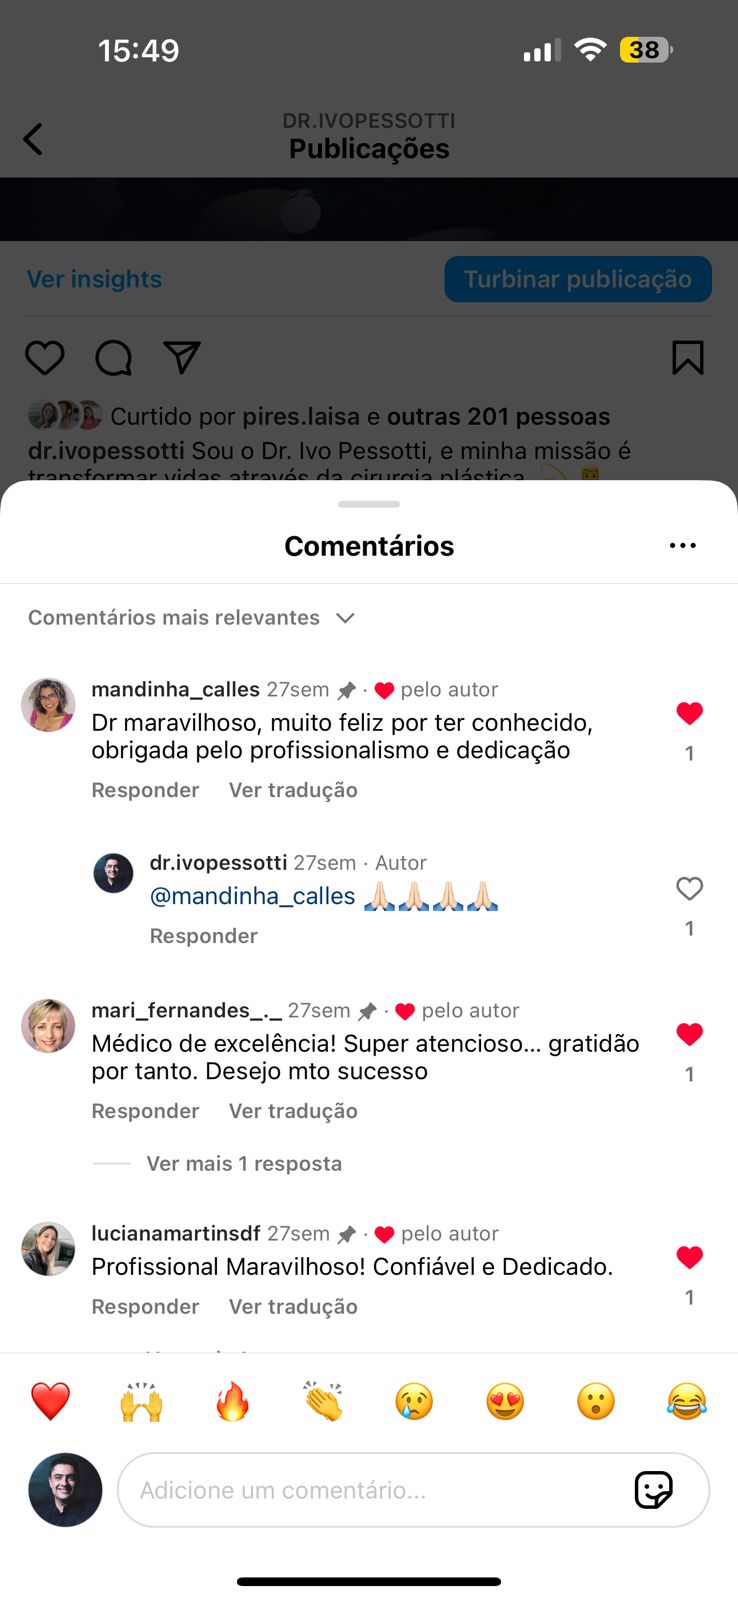 15:49
38
DR.IVOPESSOTTI
Publicações
Ver insights
Turbinar publicação
Curtido por pires.laisa e outras 201 pessoas
dr.ivopessotti Sou o Dr. Ivo Pessotti, e minha missão é
transformar vidas através da cirurgia plástica
Comentários
Comentários mais relevantes
mandinha_calles 27sem · ❤️ pelo autor
Dr maravilhoso, muito feliz por ter conhecido,
obrigada pelo profissionalismo e dedicação
1
Responder Ver tradução
dr.ivopessotti 27sem · Autor
@mandinha_calles 🙏🏻🙏🏻🙏🏻🙏🏻
1
Responder
mari_fernandes_._ 27sem · ❤️ pelo autor
Médico de excelência! Super atencioso... gratidão
por tanto. Desejo mto sucesso
1
Responder Ver tradução
Ver mais 1 resposta
lucianamartinsdf 27sem · ❤️ pelo autor
Profissional Maravilhoso! Confiável e Dedicado.
1
Responder Ver tradução
Adicione um comentário...